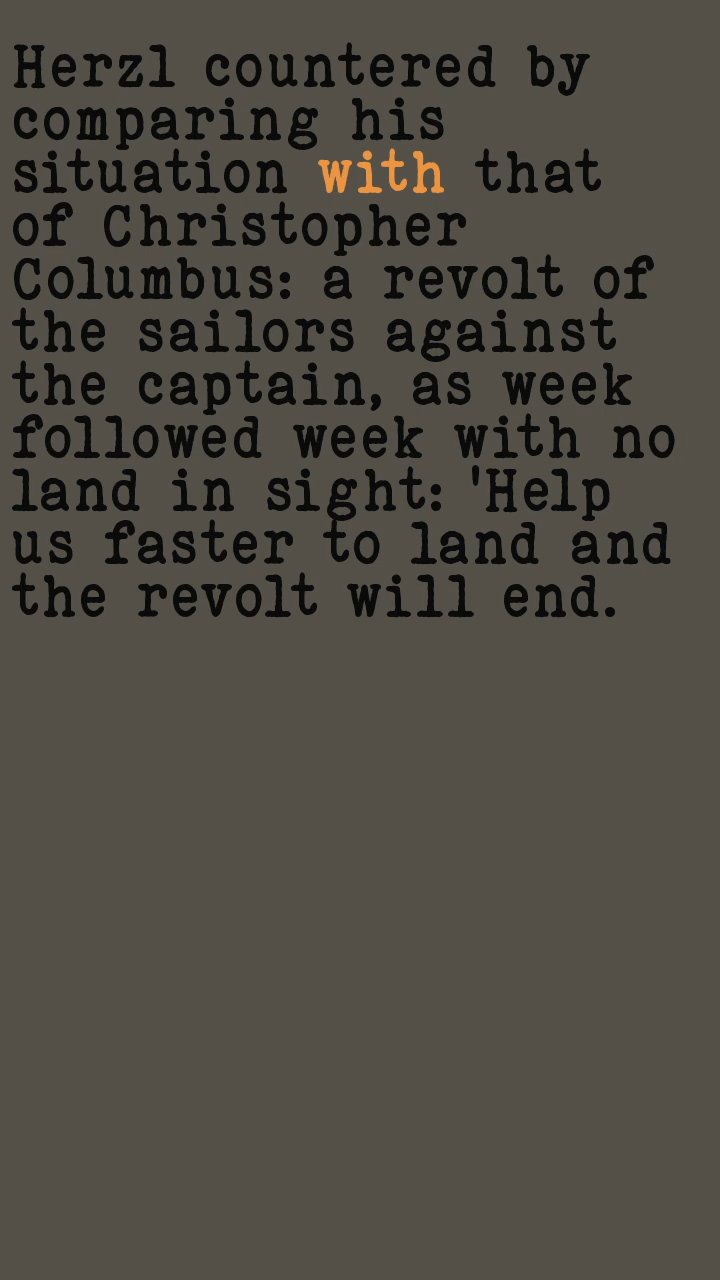 Herzl countered by
comparing his
situation with that
of Christopher
Columbus: a revolt of
the sailors against
the captain, as week
followed week with no
land in sight: 'Help
us faster to land and
the revolt will end.